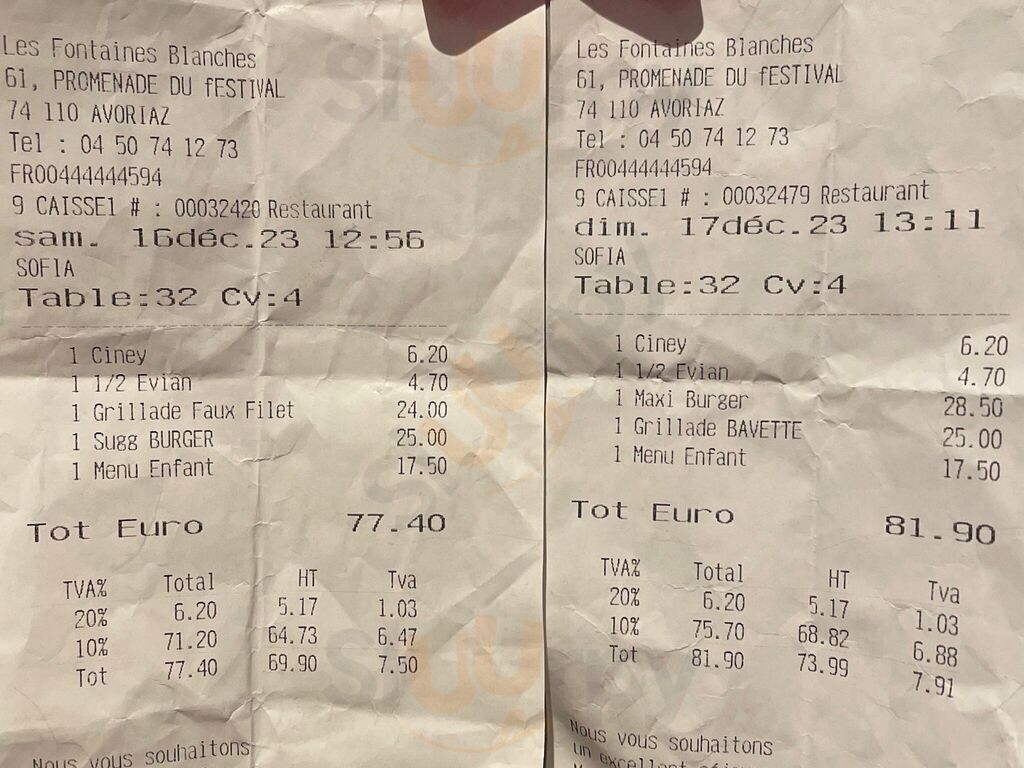 Les Fontaines Blanches
61, PROMENADE DU fESTIVAL
74 110 AVORIAZ
Tel : 04 50 74 12 73
FR00444444594
9 CAISSE1 # : 00032420 Restaurant
sam. 16déc.23 12:56
SOFIA
Table:32 Cv:4
1 Ciney 6.20
1 1/2 Evian 4.70
1 Grillade Faux Filet 24.00
1 Sugg BURGER 25.00
1 Menu Enfant 17.50
Tot Euro 77.40
TVA% Total HT Tva
20% 6.20 5.17 1.03
10% 71.20 64.73 6.47
Tot 77.40 69.90 7.50
Nous vous souhaitons
Les Fontaines Blanches
61, PROMENADE DU fESTIVAL
74 110 AVORIAZ
Tel : 04 50 74 12 73
FR00444444594
9 CAISSE1 # : 00032479 Restaurant
dim. 17déc.23 13:11
SOFIA
Table:32 Cv:4
1 Ciney 6.20
1 1/2 Evian 4.70
1 Maxi Burger 28.50
1 Grillade BAVETTE 25.00
1 Menu Enfant 17.50
Tot Euro 81.90
TVA% Total HT Tva
20% 6.20 5.17 1.03
10% 75.70 68.82 6.88
Tot 81.90 73.99 7.91
Nous vous souhaitons
un excellent